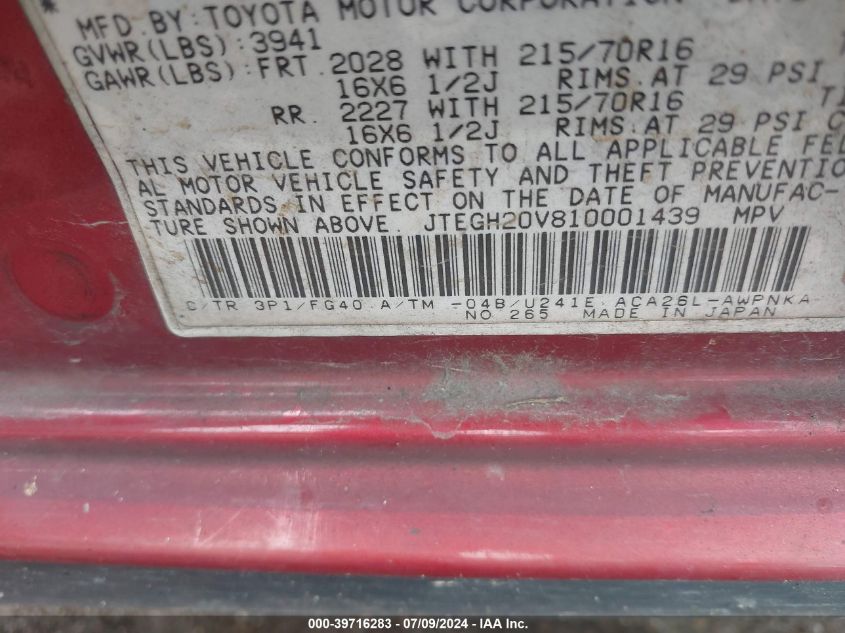 MFD. BY: TOYOTA MOTOR CORPORATION
GVWR(LBS): 3941
GAWR(LBS): FRT. 2028 WITH 215/70R16
16X6 1/2J RIMS AT 29 PSI
RR. 2227 WITH 215/70R16
16X6 1/2J RIMS AT 29 PSI C
THIS VEHICLE CONFORMS TO ALL APPLICABLE FE
AL MOTOR VEHICLE SAFETY AND THEFT PREVENTIO
STANDARDS IN EFFECT ON THE DATE OF MANUFAC-
TURE SHOWN ABOVE. JTEGH20V810001439 MPV
C/TR 3P1/FG40 A/TM -04B/U241E ACA26L-AWPNKA
NO. 265 MADE IN JAPAN
000-39716283 - 07/09/2024 - © IAA Inc.